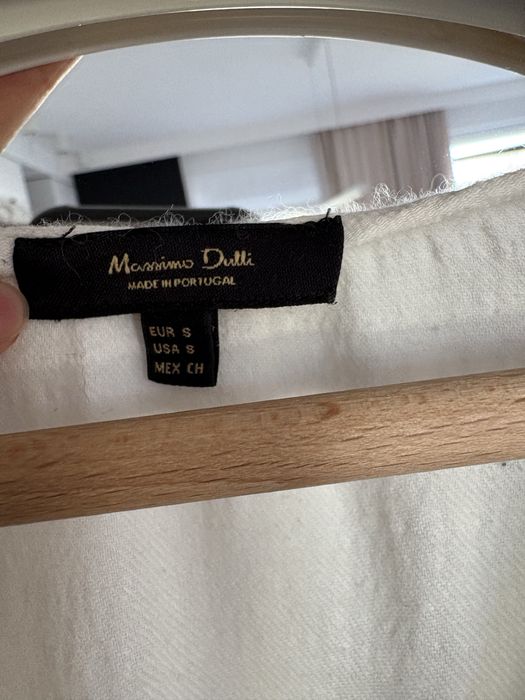 Massimo Dutti
MADE IN PORTUGAL
EUR S
USA S
MEX CH